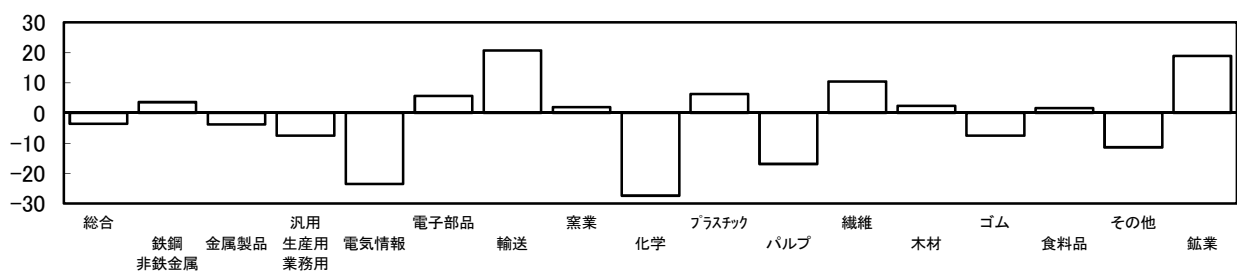 30
20
10
0
-10
-20
-30
総合
鉄鋼
非鉄金属
金属製品
汎用
生産用
業務用
電気情報
電子部品
輸送
窯業
化学
プラスチック
パルプ
繊維
木材
ゴム
食料品
その他
鉱業